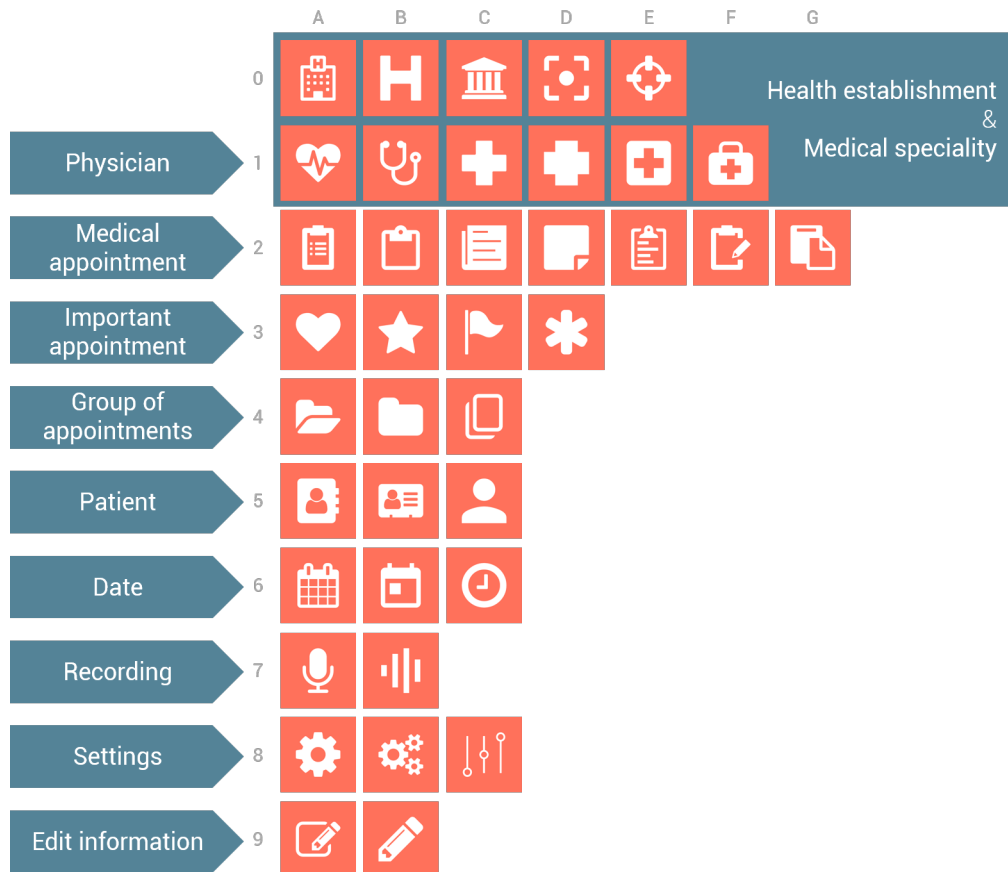 A B C D E F G
0
Health establishment
&
Medical speciality
Physician
1
Medical
appointment
2
Important
appointment
3
Group of
appointments
4
Patient
5
Date
6
Recording
7
Settings
8
Edit information
9